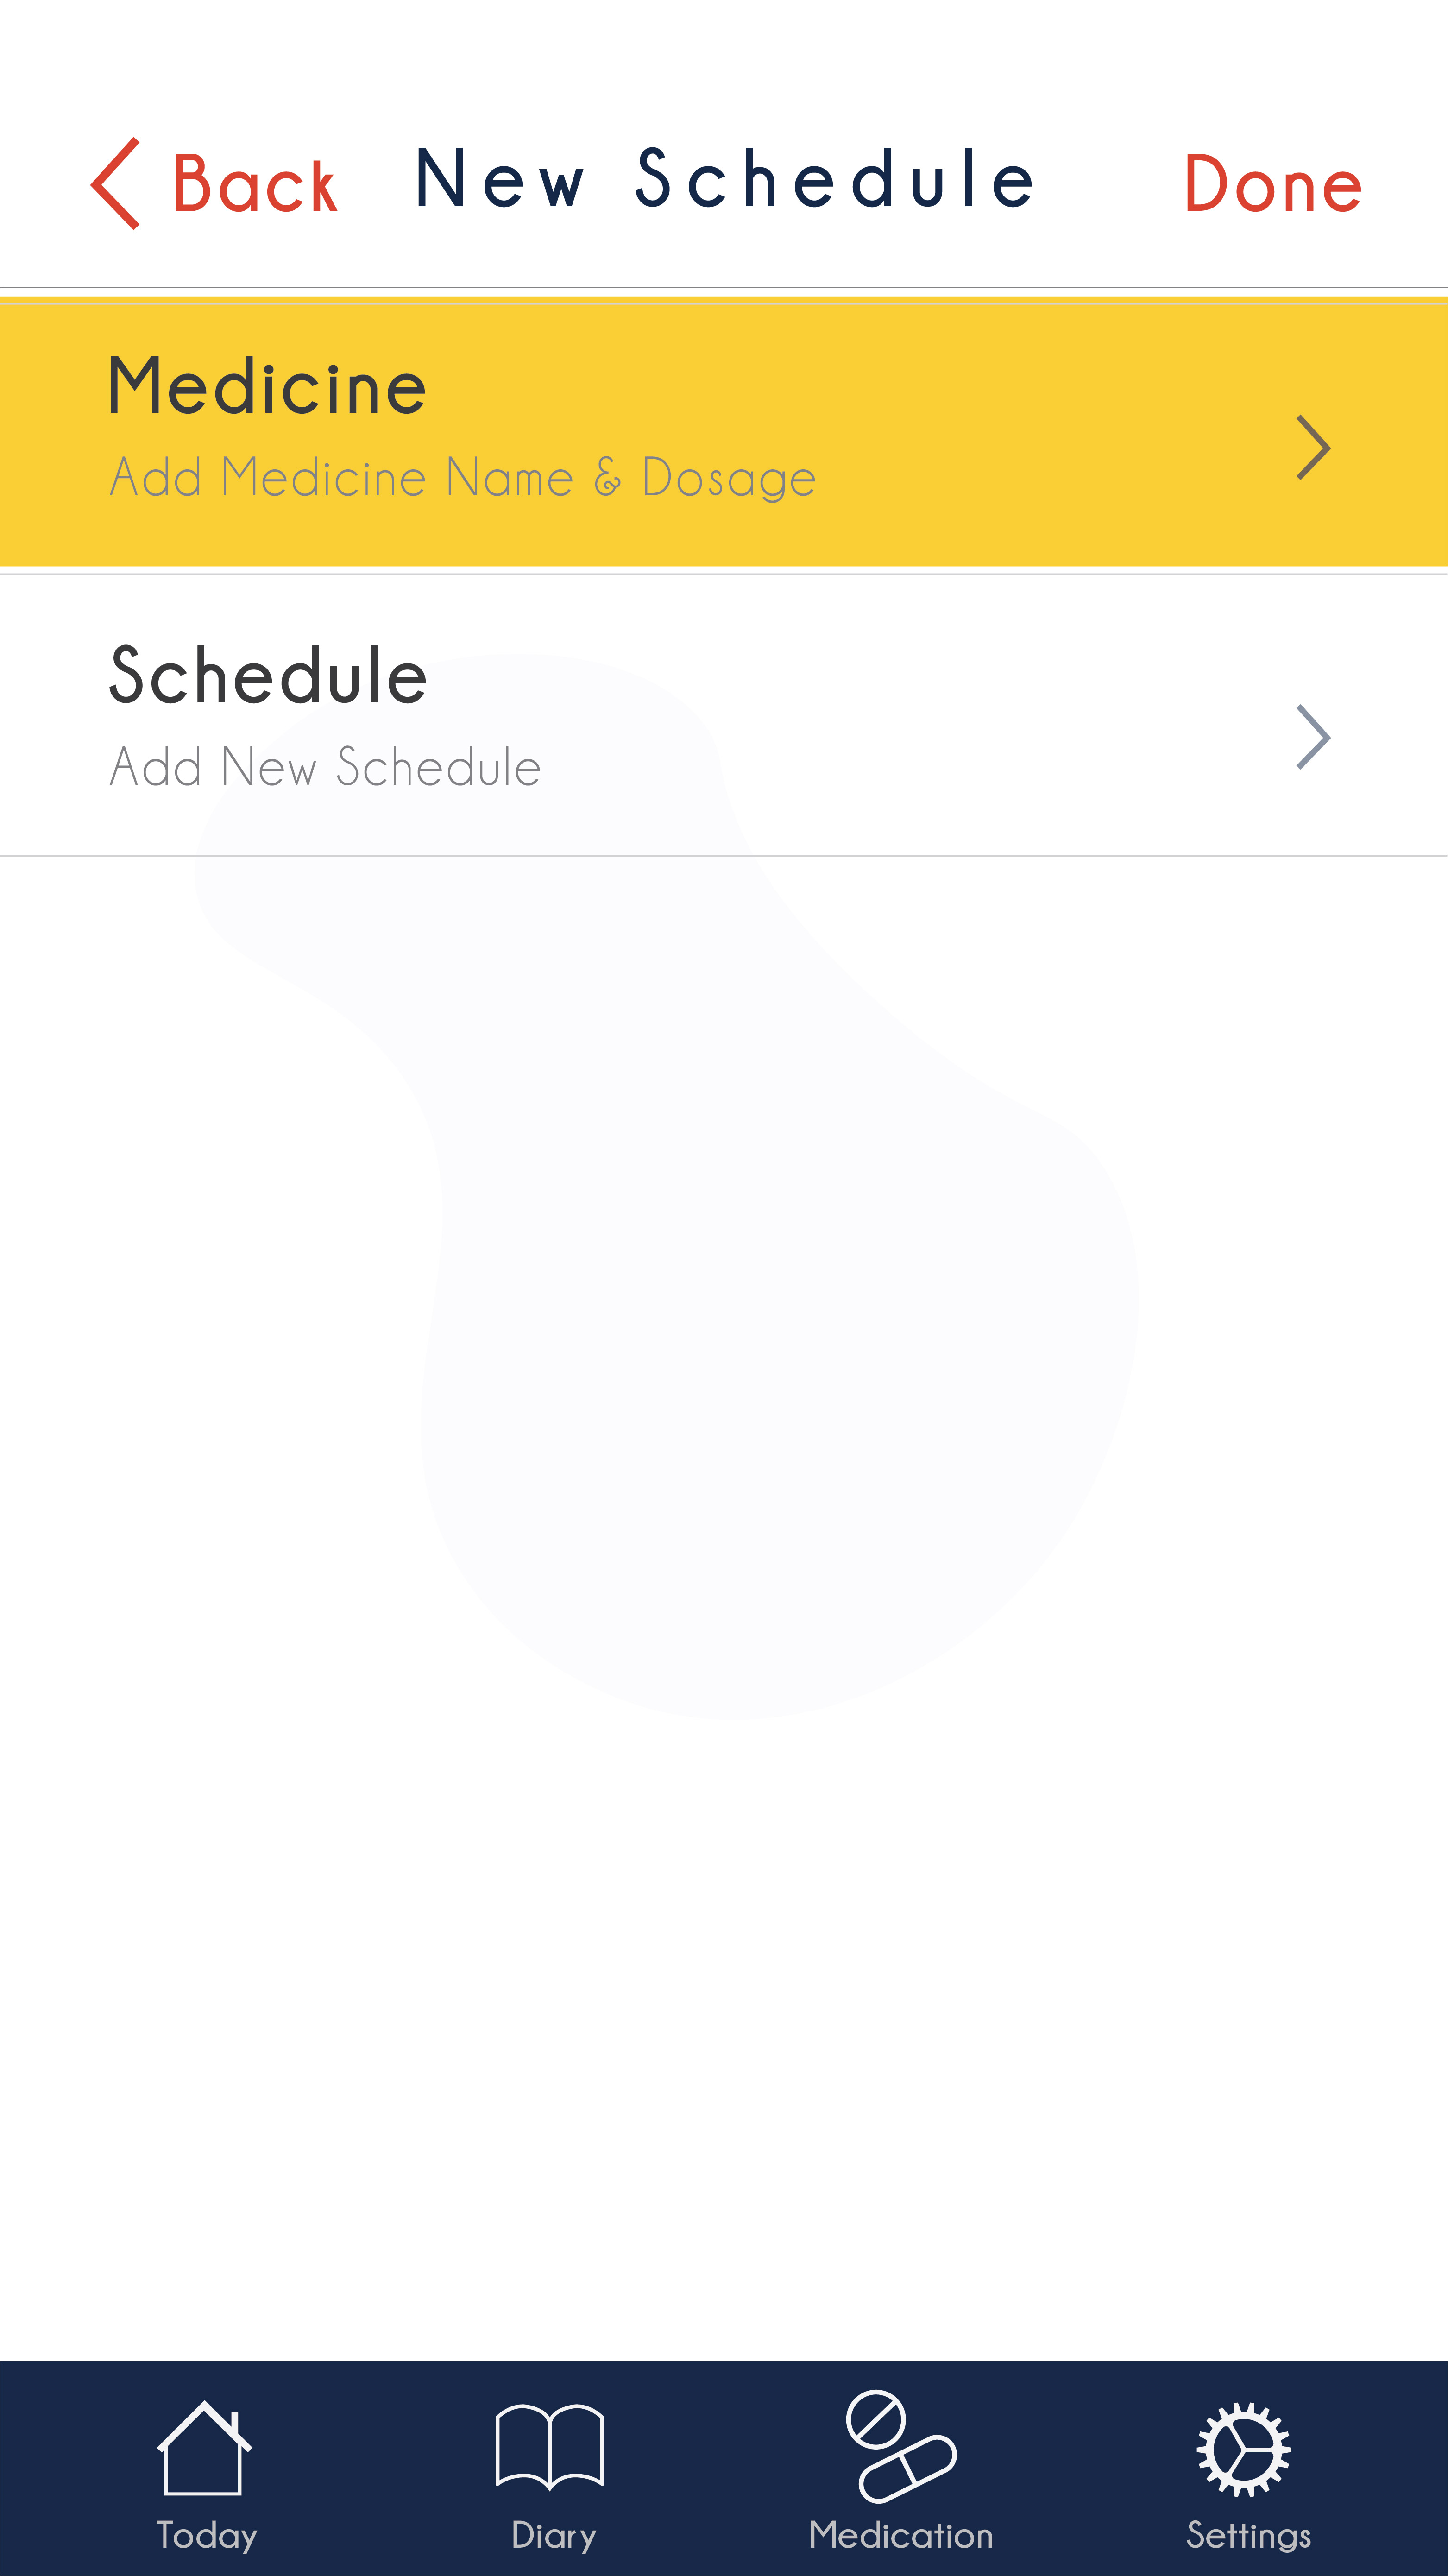 Back New Schedule Done
Medicine
Add Medicine Name & Dosage
Schedule
Add New Schedule
Today Diary Medication Settings